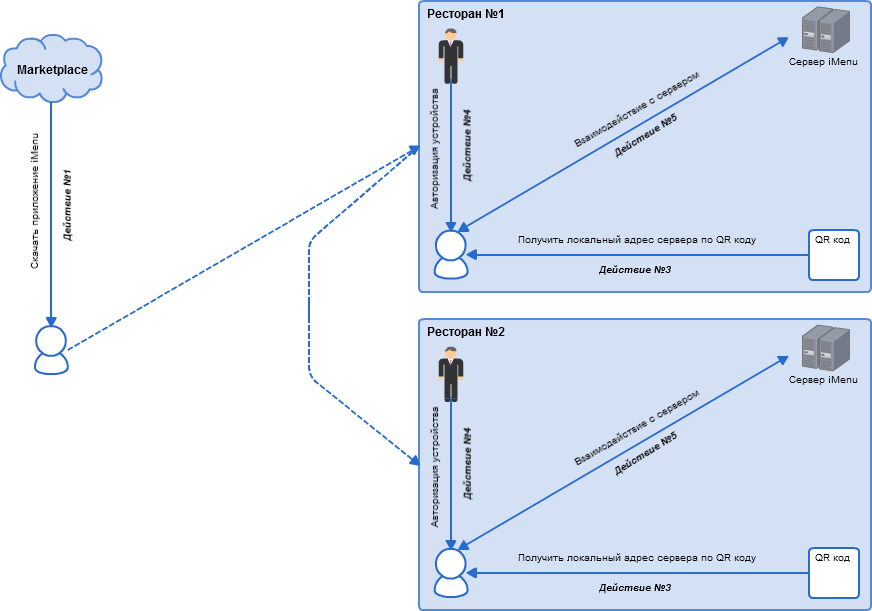 Marketplace
Скачать приложение iMenu
Действие №1
Ресторан №1
Сервер iMenu
Авторизация устройства
Действие №4
Взаимодействие с сервером
Действие №5
Получить локальный адрес сервера по QR коду
Действие №3
QR код
Ресторан №2
Сервер iMenu
Авторизация устройства
Действие №4
Взаимодействие с сервером
Действие №5
Получить локальный адрес сервера по QR коду
Действие №3
QR код